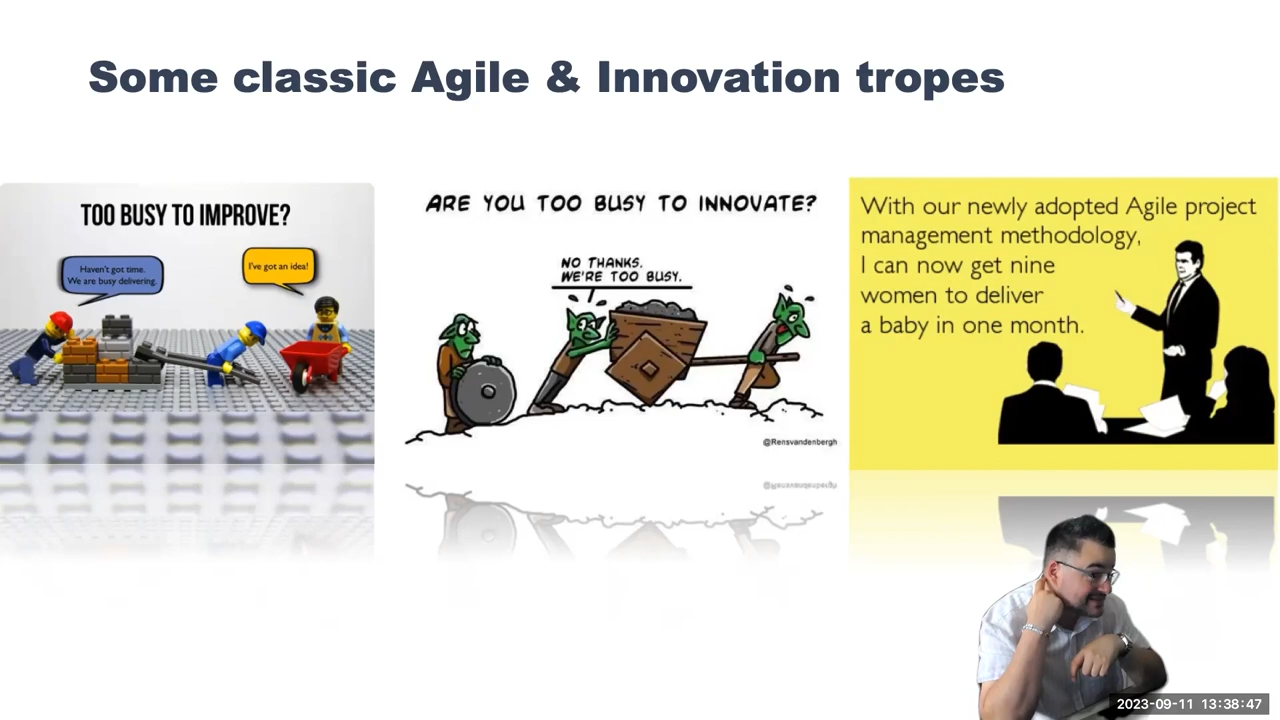 Some classic Agile & Innovation tropes
TOO BUSY TO IMPROVE?
Haven't got time.
We are busy delivering.
I've got an idea!
ARE YOU TOO BUSY TO INNOVATE?
NO THANKS.
WE'RE TOO BUSY.
@Rensvandenbergh
With our newly adopted Agile project
management methodology,
I can now get nine
women to deliver
a baby in one month.
2023-09-11 13:38:47